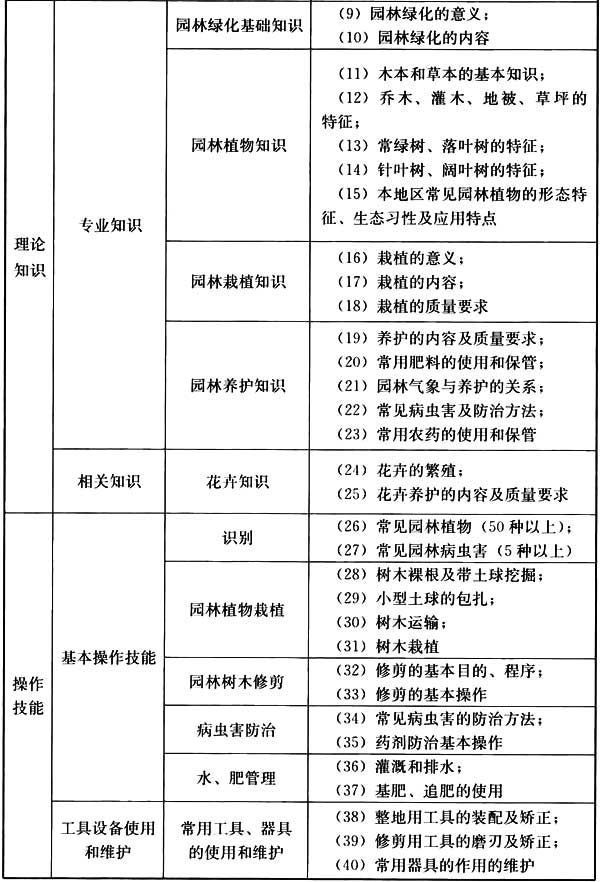 园林绿化基础知识
（9）园林绿化的意义；
（10）园林绿化的内容
理论
知识
专业知识
园林植物知识
（11）木本和草本的基本知识；
（12）乔木、灌木、地被、草坪的
特征；
（13）常绿树、落叶树的特征；
（14）针叶树、阔叶树的特征；
（15）本地区常见园林植物的形态特
征、生态习性及应用特点
园林栽植知识
（16）栽植的意义；
（17）栽植的内容；
（18）栽植的质量要求
园林养护知识
（19）养护的内容及质量要求；
（20）常用肥料的使用和保管；
（21）园林气象与养护的关系；
（22）常见病虫害及防治方法；
（23）常用农药的使用和保管
相关知识
花卉知识
（24）花卉的繁殖；
（25）花卉养护的内容及质量要求
操作
技能
基本操作技能
识别
（26）常见园林植物（50种以上）；
（27）常见园林病虫害（5种以上）
园林植物栽植
（28）树木裸根及带土球挖掘；
（29）小型土球的包扎；
（30）树木运输；
（31）树木栽植
园林树木修剪
（32）修剪的基本目的、程序；
（33）修剪的基本操作
病虫害防治
（34）常见病虫害的防治方法；
（35）药剂防治基本操作
水、肥管理
（36）灌溉和排水；
（37）基肥、追肥的使用
工具设备使用
和维护
常用工具、器具
的使用和维护
（38）整地用工具的装配及矫正；
（39）修剪用工具的磨刃及矫正；
（40）常用器具的作用的维护